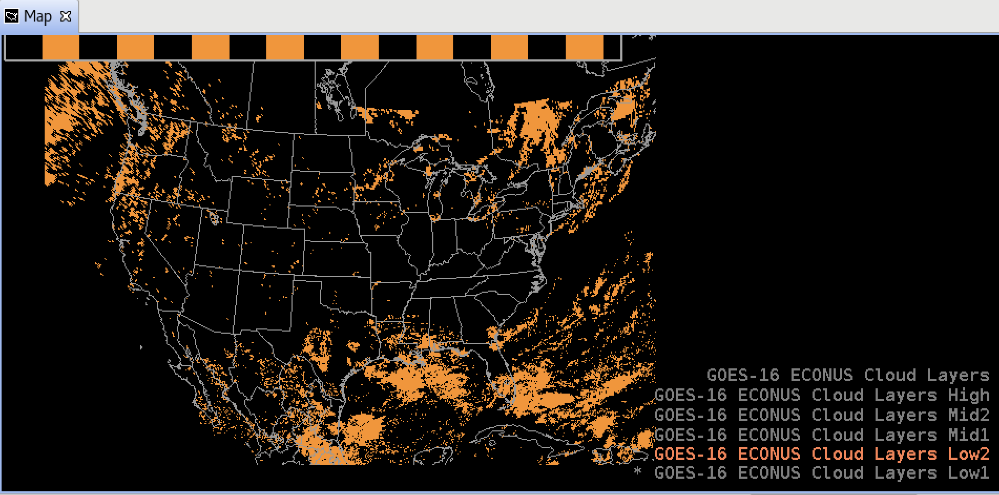 Map
GOES-16 ECONUS Cloud Layers
GOES-16 ECONUS Cloud Layers High
GOES-16 ECONUS Cloud Layers Mid2
GOES-16 ECONUS Cloud Layers Mid1
GOES-16 ECONUS Cloud Layers Low2
* GOES-16 ECONUS Cloud Layers Low1